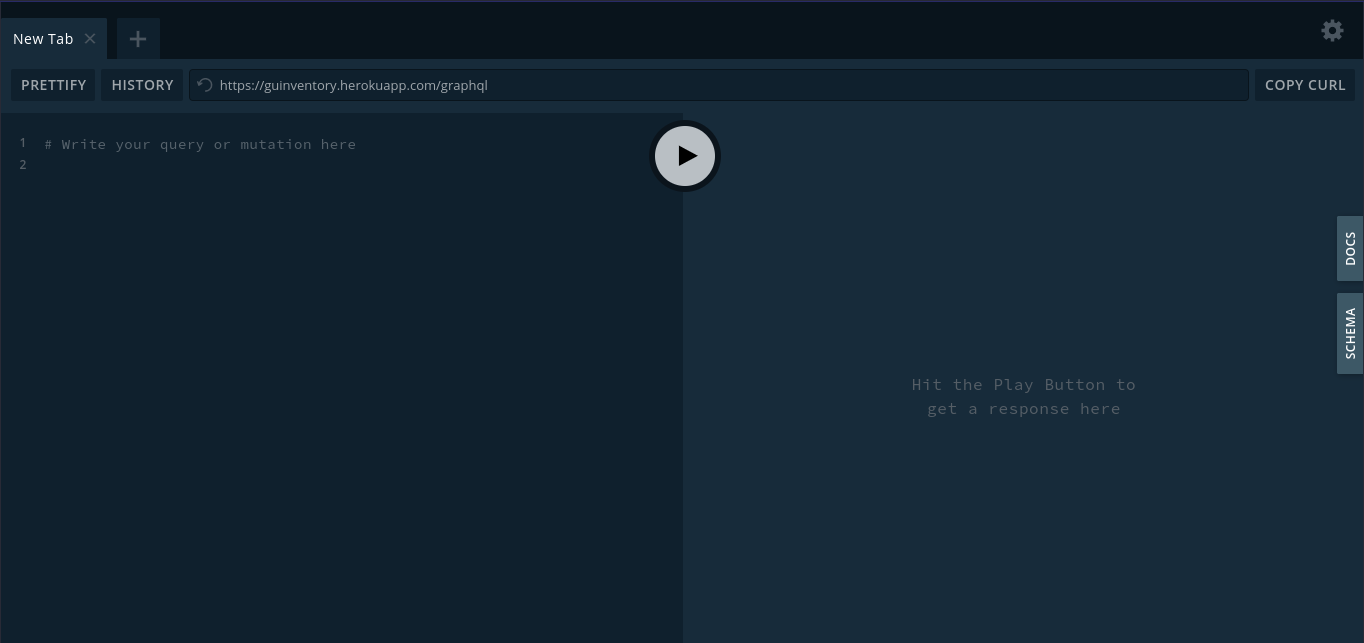 New Tab
PRETTIFY
HISTORY
https://guinventory.herokuapp.com/graphql
COPY CURL
1 # Write your query or mutation here
2
DOCS
SCHEMA
Hit the Play Button to
get a response here